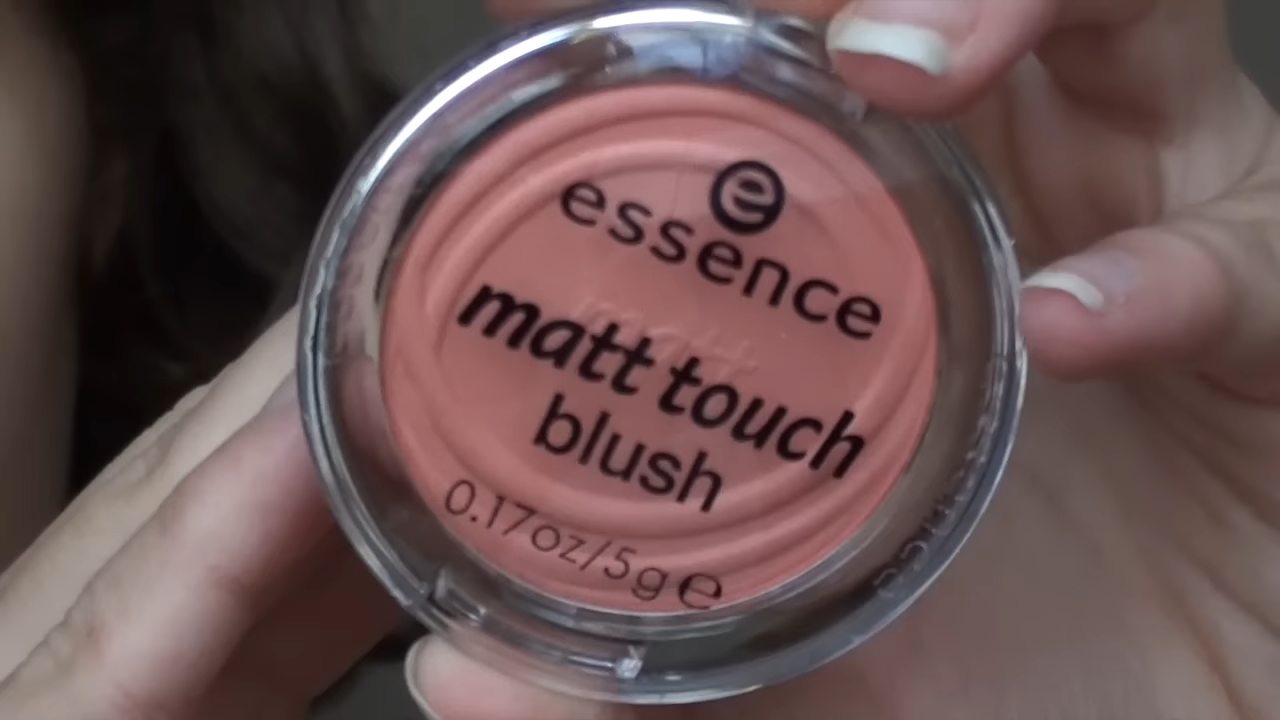 e
essence
matt touch
blush
0.17oz/5g ℮